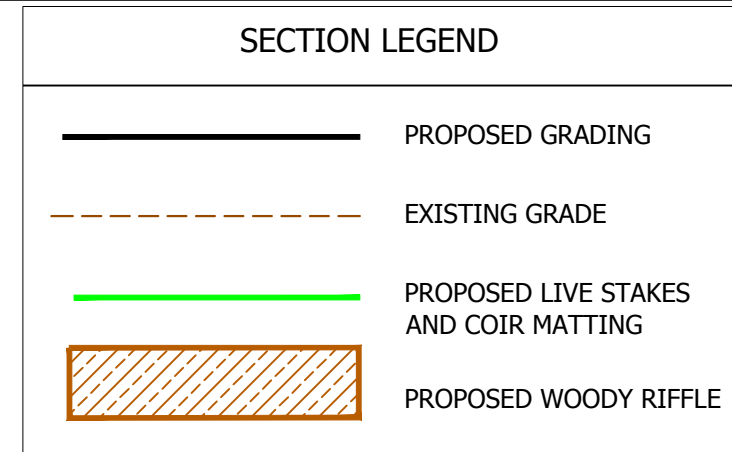 SECTION LEGEND
PROPOSED GRADING
EXISTING GRADE
PROPOSED LIVE STAKES
AND COIR MATTING
PROPOSED WOODY RIFFLE